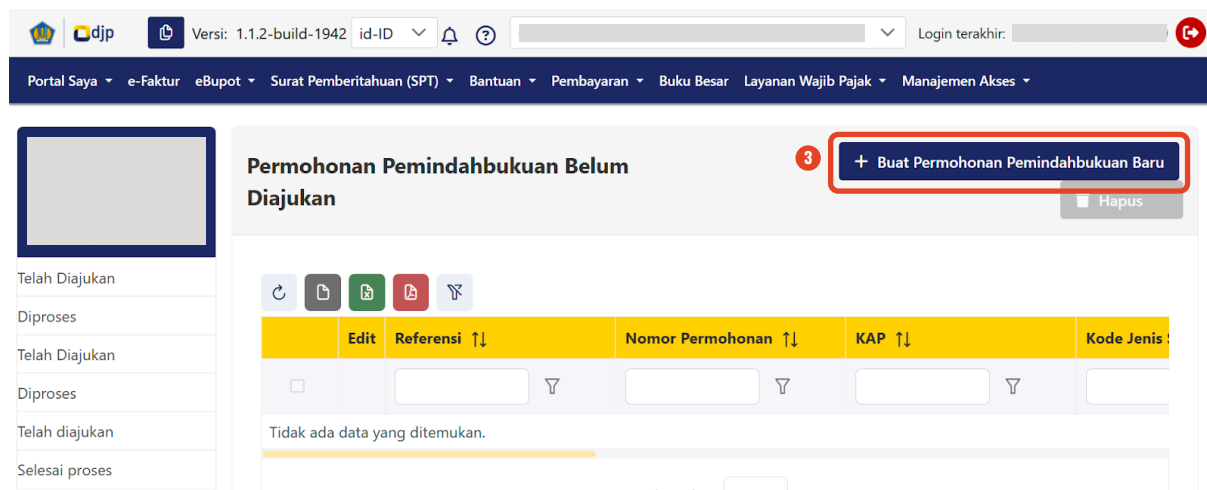 djp Versi: 1.1.2-build-1942 id-ID Login terakhir:
Portal Saya e-Faktur eBupot Surat Pemberitahuan (SPT) Bantuan Pembayaran Buku Besar Layanan Wajib Pajak Manajemen Akses
Permohonan Pemindahbukuan Belum
Diajukan
3
+ Buat Permohonan Pemindahbukuan Baru
Hapus
Telah Diajukan
Diproses
Telah Diajukan
Diproses
Telah diajukan
Selesai proses
Edit Referensi Nomor Permohonan KAP Kode Jenis
Tidak ada data yang ditemukan.